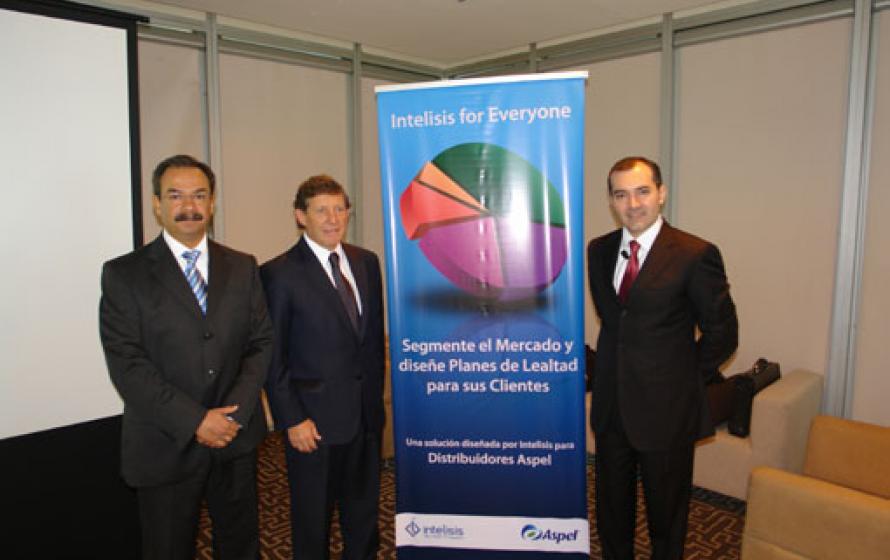 Intelisis for Everyone
Segmente el Mercado y
diseñe Planes de Lealtad
para sus Clientes
Una solución diseñada por Intelisis para
Distribuidores Aspel
intelisis
Aspel